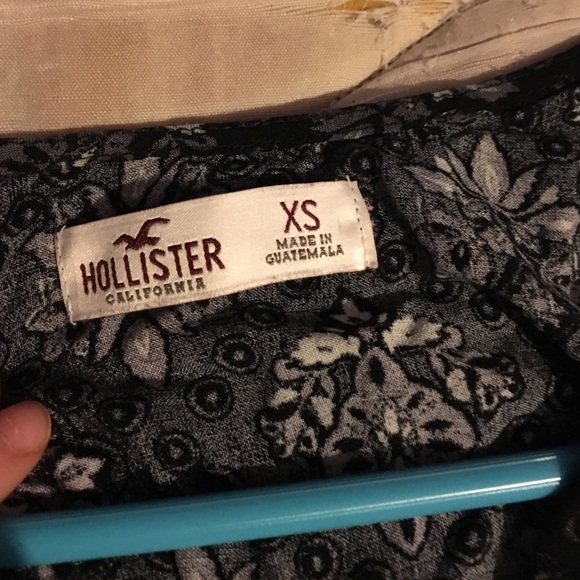 HOLLISTER
CALIFORNIA
XS
MADE IN
GUATEMALA